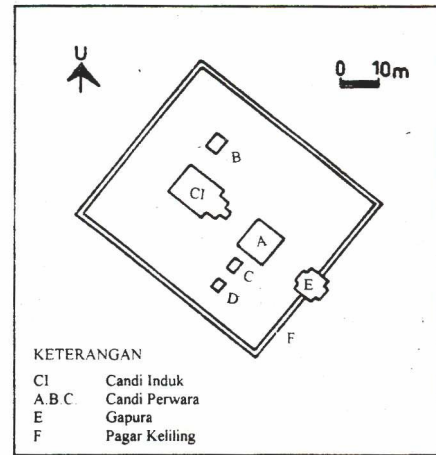 U
0 10m
B
CI
A
C
D
E
F
KETERANGAN
CI Candi Induk
A.B.C. Candi Perwara
E Gapura
F Pagar Keliling